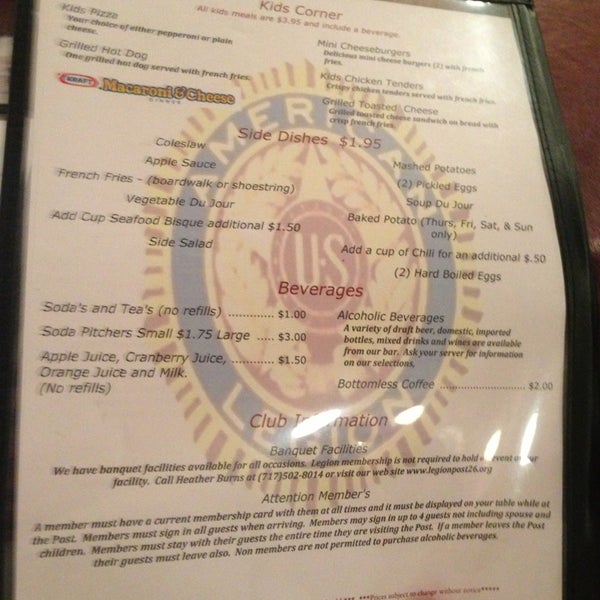 Kids Corner
All kids meals are $3.95 and include a beverage.
Kids Pizza
Your choice of either pepperoni or plain
cheese.
Grilled Hot Dog
One grilled hot dog served with french fries.
KRAFT Macaroni & Cheese
DINNER
Mini Cheeseburgers
Delicious mini cheese burgers (2) with french
fries.
Kids Chicken Tenders
Crispy chicken tenders served with french fries.
Grilled Toasted Cheese
Grilled toasted cheese sandwich on bread with
crisp french fries.
AMERICAN
U.S
LEGION
Side Dishes $1.95
Coleslaw
Apple Sauce
French Fries - (boardwalk or shoestring)
Vegetable Du Jour
Add Cup Seafood Bisque additional $1.50
Side Salad
Mashed Potatoes
(2) Pickled Eggs
Soup Du Jour
Baked Potato (Thurs, Fri, Sat, & Sun
only)
Add a cup of Chili for an additional $.50
(2) Hard Boiled Eggs
Beverages
Soda's and Tea's (no refills) ............. $1.00
Soda Pitchers Small $1.75 Large .... $3.00
Apple Juice, Cranberry Juice, .......... $1.50
Orange Juice and Milk.
(No refills)
Alcoholic Beverages
A variety of draft beer, domestic, imported
bottles, mixed drinks and wines are available
from our bar. Ask your server for information
on our selections.
Bottomless Coffee .......................... $2.00
Club Information
Banquet Facilities
We have banquet facilities available for all occasions. Legion membership is not required to hold event our
facility. Call Heather Burns at (717)502-8014 or visit our web site www.legionpost26.org
Attention Member's
A member must have a current membership card with them at all times and it must be displayed on your table while at
the Post. Members must sign in all guests when arriving. Members may sign in up to 4 guests not including spouse and
children. Members must stay with their guests the entire time they are visiting the Post. If a member leaves the Post
their guests must leave also. Non members are not permitted to purchase alcoholic beverages.
***Prices subject to change without notice*****